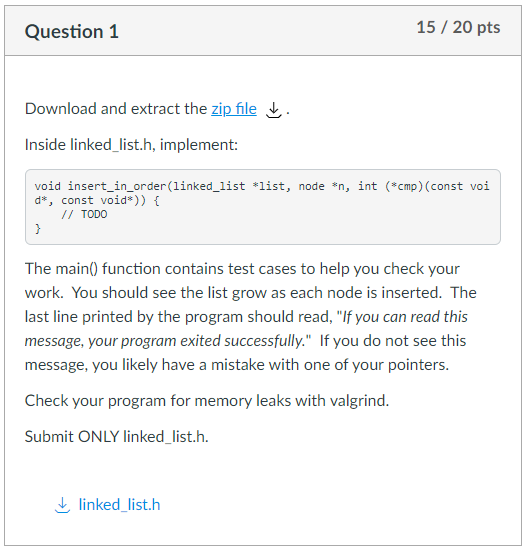 Question 1
15 / 20 pts
Download and extract the zip file .
Inside linked_list.h, implement:
void insert_in_order(linked_list *list, node *n, int (*cmp)(const voi
d*, const void*)) {
    // TODO
}
The main() function contains test cases to help you check your
work.  You should see the list grow as each node is inserted.  The
last line printed by the program should read, "If you can read this
message, your program exited successfully."  If you do not see this
message, you likely have a mistake with one of your pointers.
Check your program for memory leaks with valgrind.
Submit ONLY linked_list.h.
linked_list.h